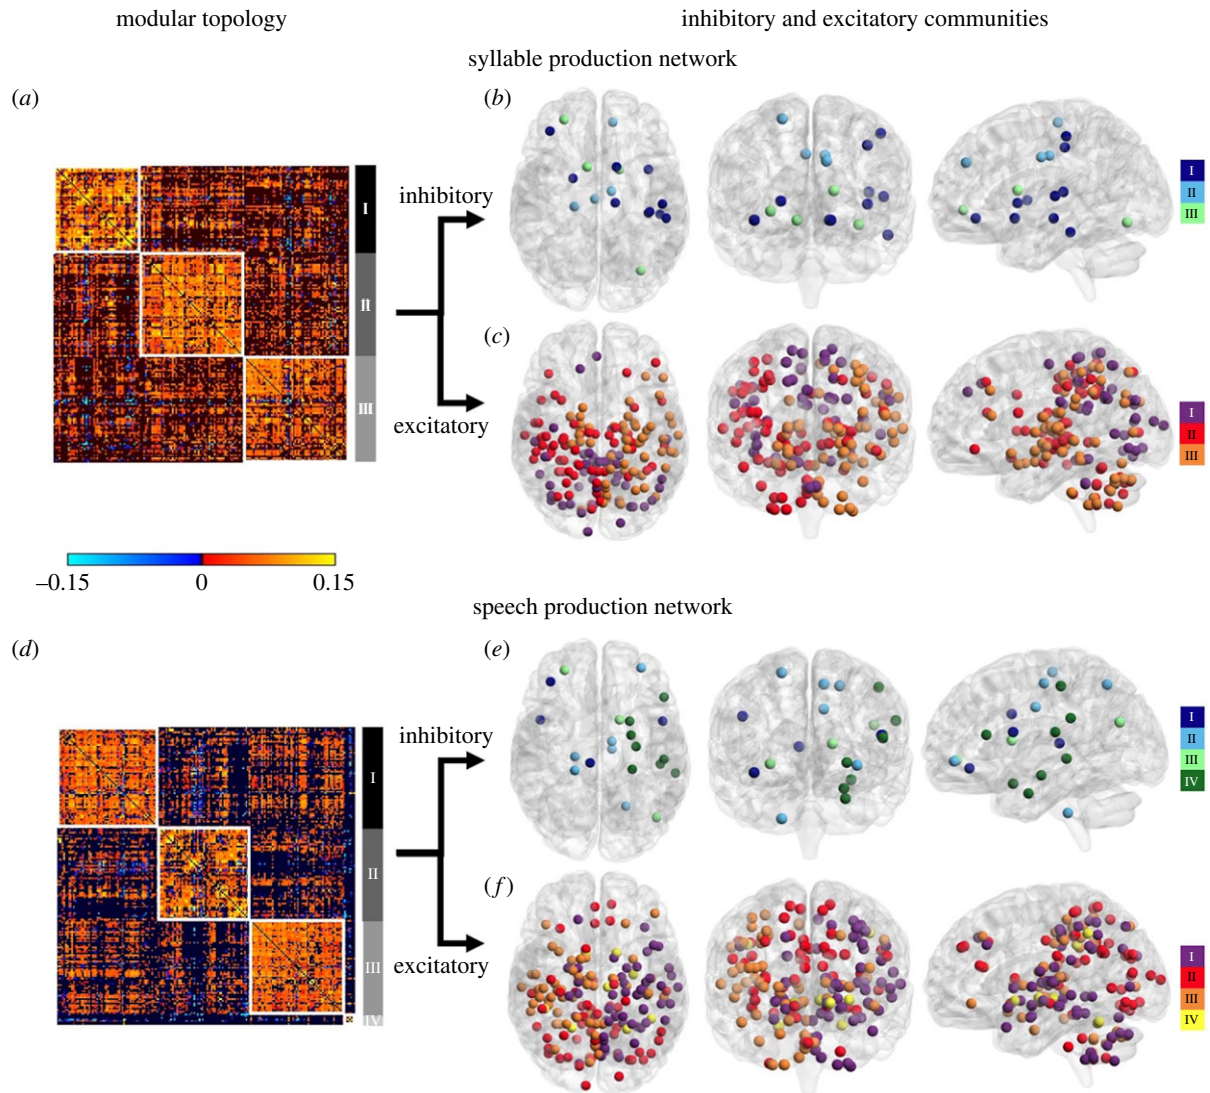 modular topology
inhibitory and excitatory communities
syllable production network
(a)
I
II
III
inhibitory
excitatory
(b)
I
II
III
(c)
I
II
III
–0.15 0 0.15
speech production network
(d)
I
II
III
IV
inhibitory
excitatory
(e)
I
II
III
IV
(f)
I
II
III
IV